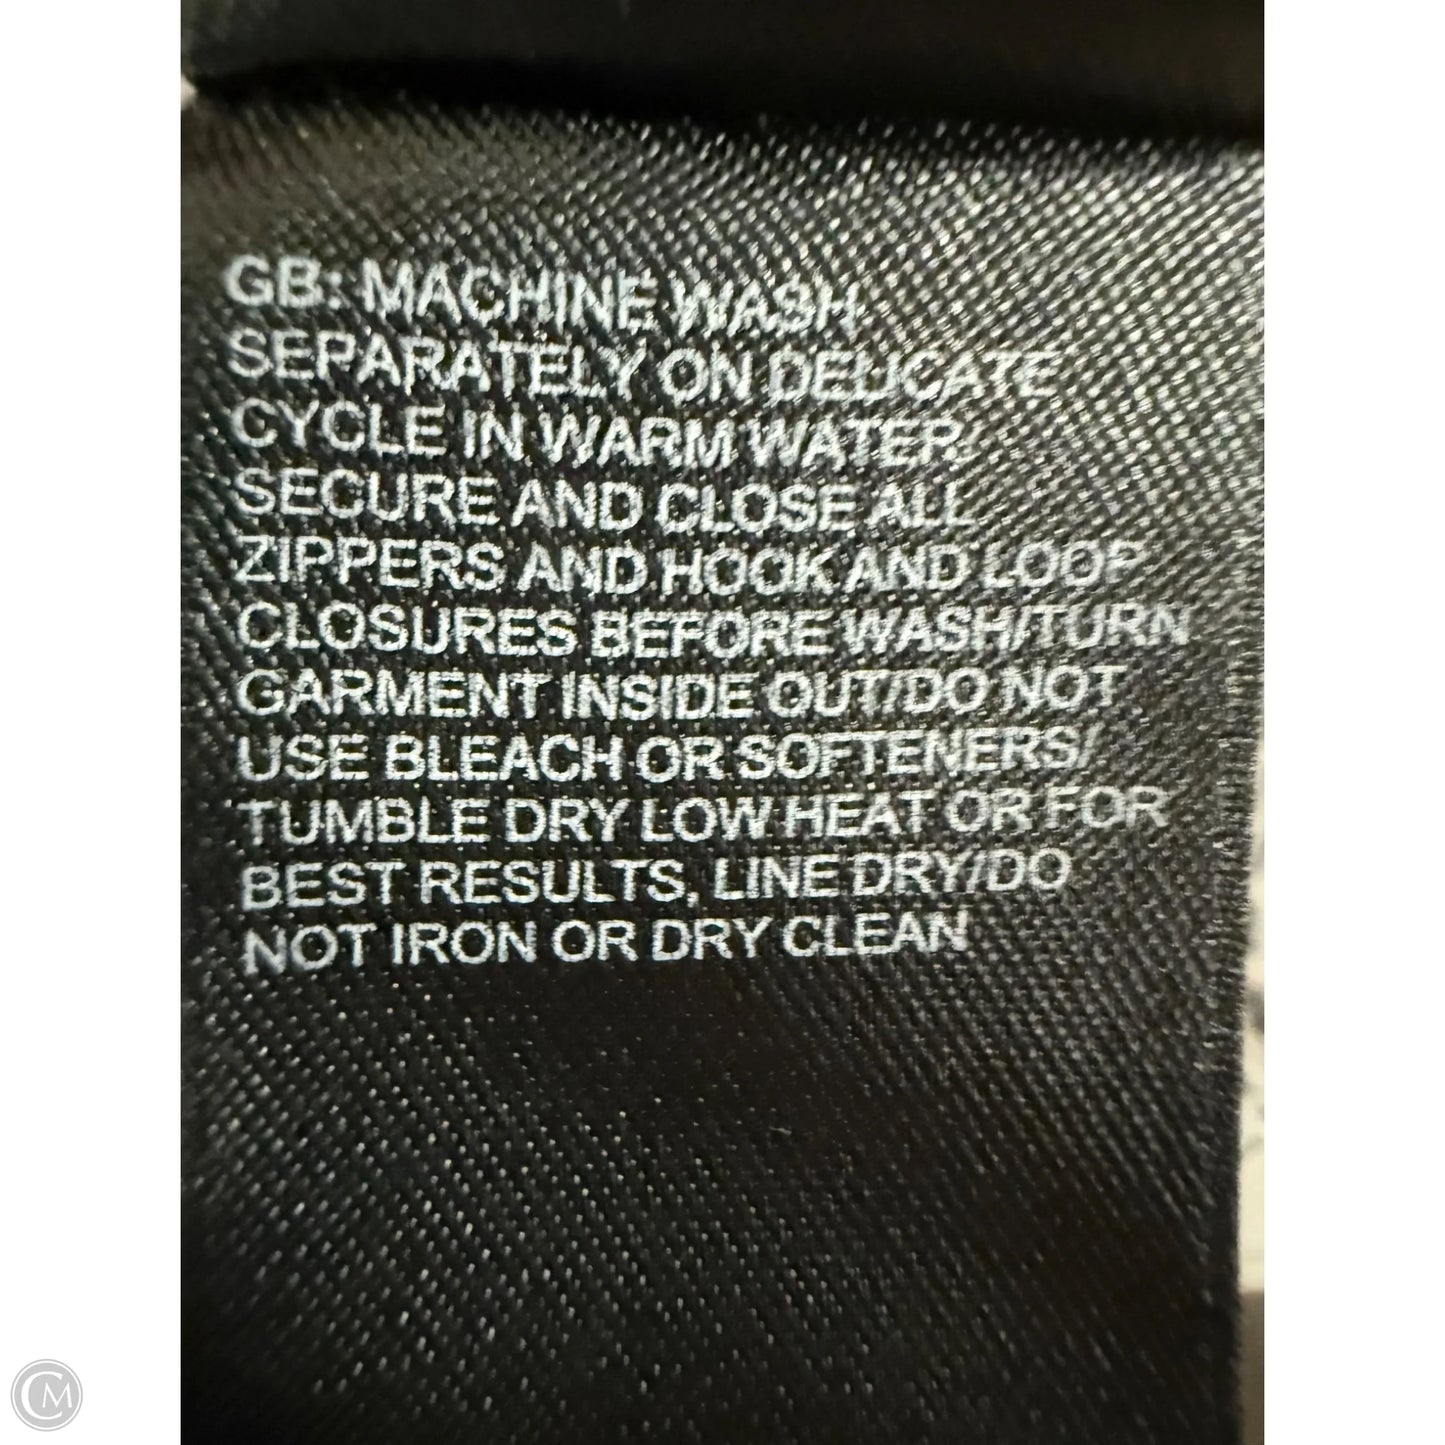 GB: MACHINE WASH
SEPARATELY ON DELICATE
CYCLE IN WARM WATER/
SECURE AND CLOSE ALL
ZIPPERS AND HOOK AND LOOP
CLOSURES BEFORE WASH/TURN
GARMENT INSIDE OUT/DO NOT
USE BLEACH OR SOFTENERS/
TUMBLE DRY LOW HEAT OR FOR
BEST RESULTS, LINE DRY/DO
NOT IRON OR DRY CLEAN
CM